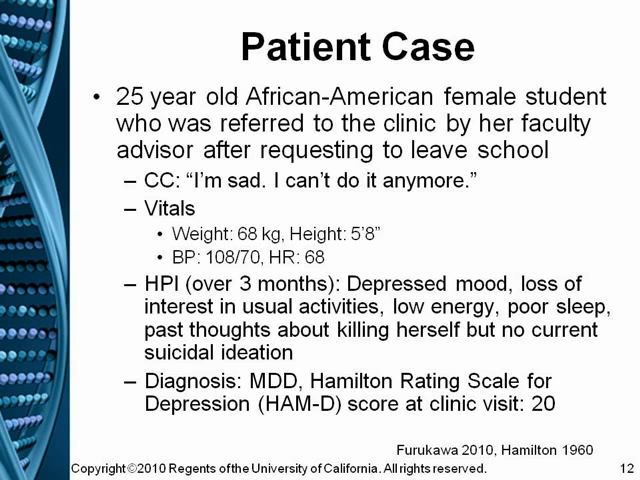 Patient Case
• 25 year old African-American female student
who was referred to the clinic by her faculty
advisor after requesting to leave school
– CC: “I’m sad. I can’t do it anymore.”
– Vitals
• Weight: 68 kg, Height: 5’8”
• BP: 108/70, HR: 68
– HPI (over 3 months): Depressed mood, loss of
interest in usual activities, low energy, poor sleep,
past thoughts about killing herself but no current
suicidal ideation
– Diagnosis: MDD, Hamilton Rating Scale for
Depression (HAM-D) score at clinic visit: 20
Furukawa 2010, Hamilton 1960
Copyright ©2010 Regents of the University of California. All rights reserved. 12